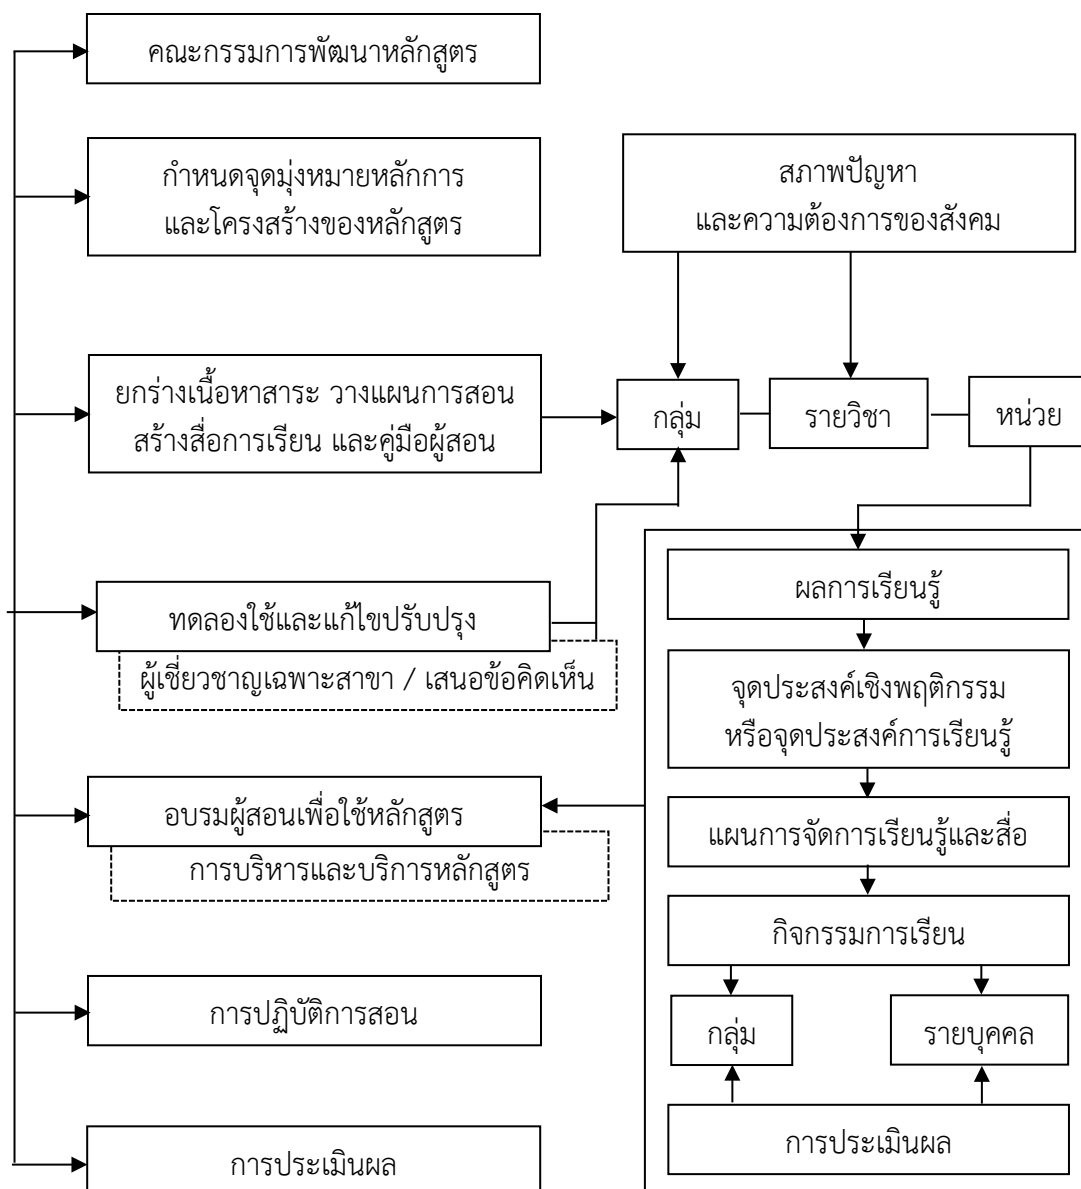 คณะกรรมการพัฒนาหลักสูตร
กำหนดจุดมุ่งหมายหลักการ
และโครงสร้างของหลักสูตร
สภาพปัญหา
และความต้องการของสังคม
ยกร่างเนื้อหาสาระ วางแผนการสอน
สร้างสื่อการเรียน และคู่มือผู้สอน
กลุ่ม
รายวิชา
หน่วย
ทดลองใช้และแก้ไขปรับปรุง
ผู้เชี่ยวชาญเฉพาะสาขา / เสนอข้อคิดเห็น
อบรมผู้สอนเพื่อใช้หลักสูตร
การบริหารและบริการหลักสูตร
การปฏิบัติการสอน
การประเมินผล
ผลการเรียนรู้
จุดประสงค์เชิงพฤติกรรม
หรือจุดประสงค์การเรียนรู้
แผนการจัดการเรียนรู้และสื่อ
กิจกรรมการเรียน
กลุ่ม
รายบุคคล
การประเมินผล